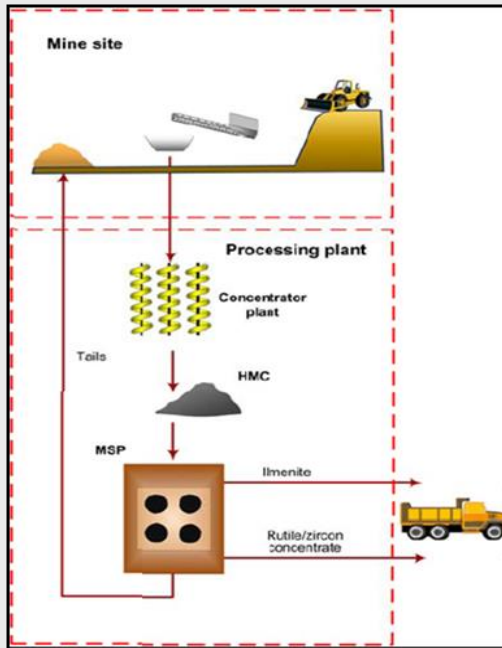 Mine site
Processing plant
Concentrator
plant
Tails
HMC
MSP
Ilmenite
Rutile/zircon
concentrate